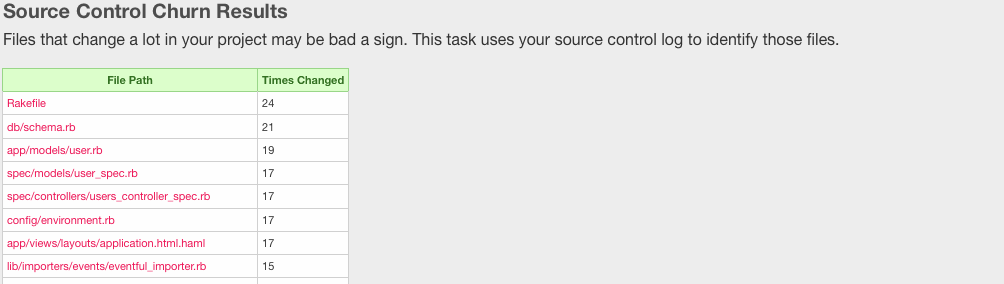 Source Control Churn Results
Files that change a lot in your project may be bad a sign. This task uses your source control log to identify those files.
File Path Times Changed
Rakefile 24
db/schema.rb 21
app/models/user.rb 19
spec/models/user_spec.rb 17
spec/controllers/users_controller_spec.rb 17
config/environment.rb 17
app/views/layouts/application.html.haml 17
lib/importers/events/eventful_importer.rb 15